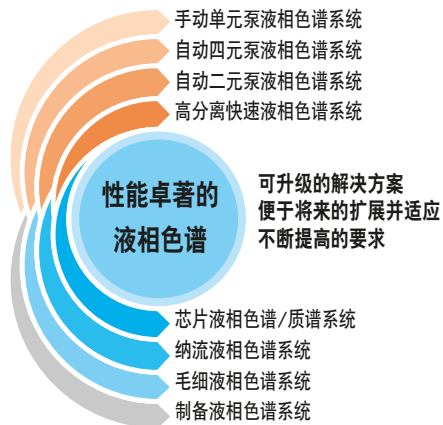 手动单元泵液相色谱系统
自动四元泵液相色谱系统
自动二元泵液相色谱系统
高分离快速液相色谱系统
性能卓著的
液相色谱
可升级的解决方案
便于将来的扩展并适应
不断提高的要求
芯片液相色谱/质谱系统
纳流液相色谱系统
毛细液相色谱系统
制备液相色谱系统